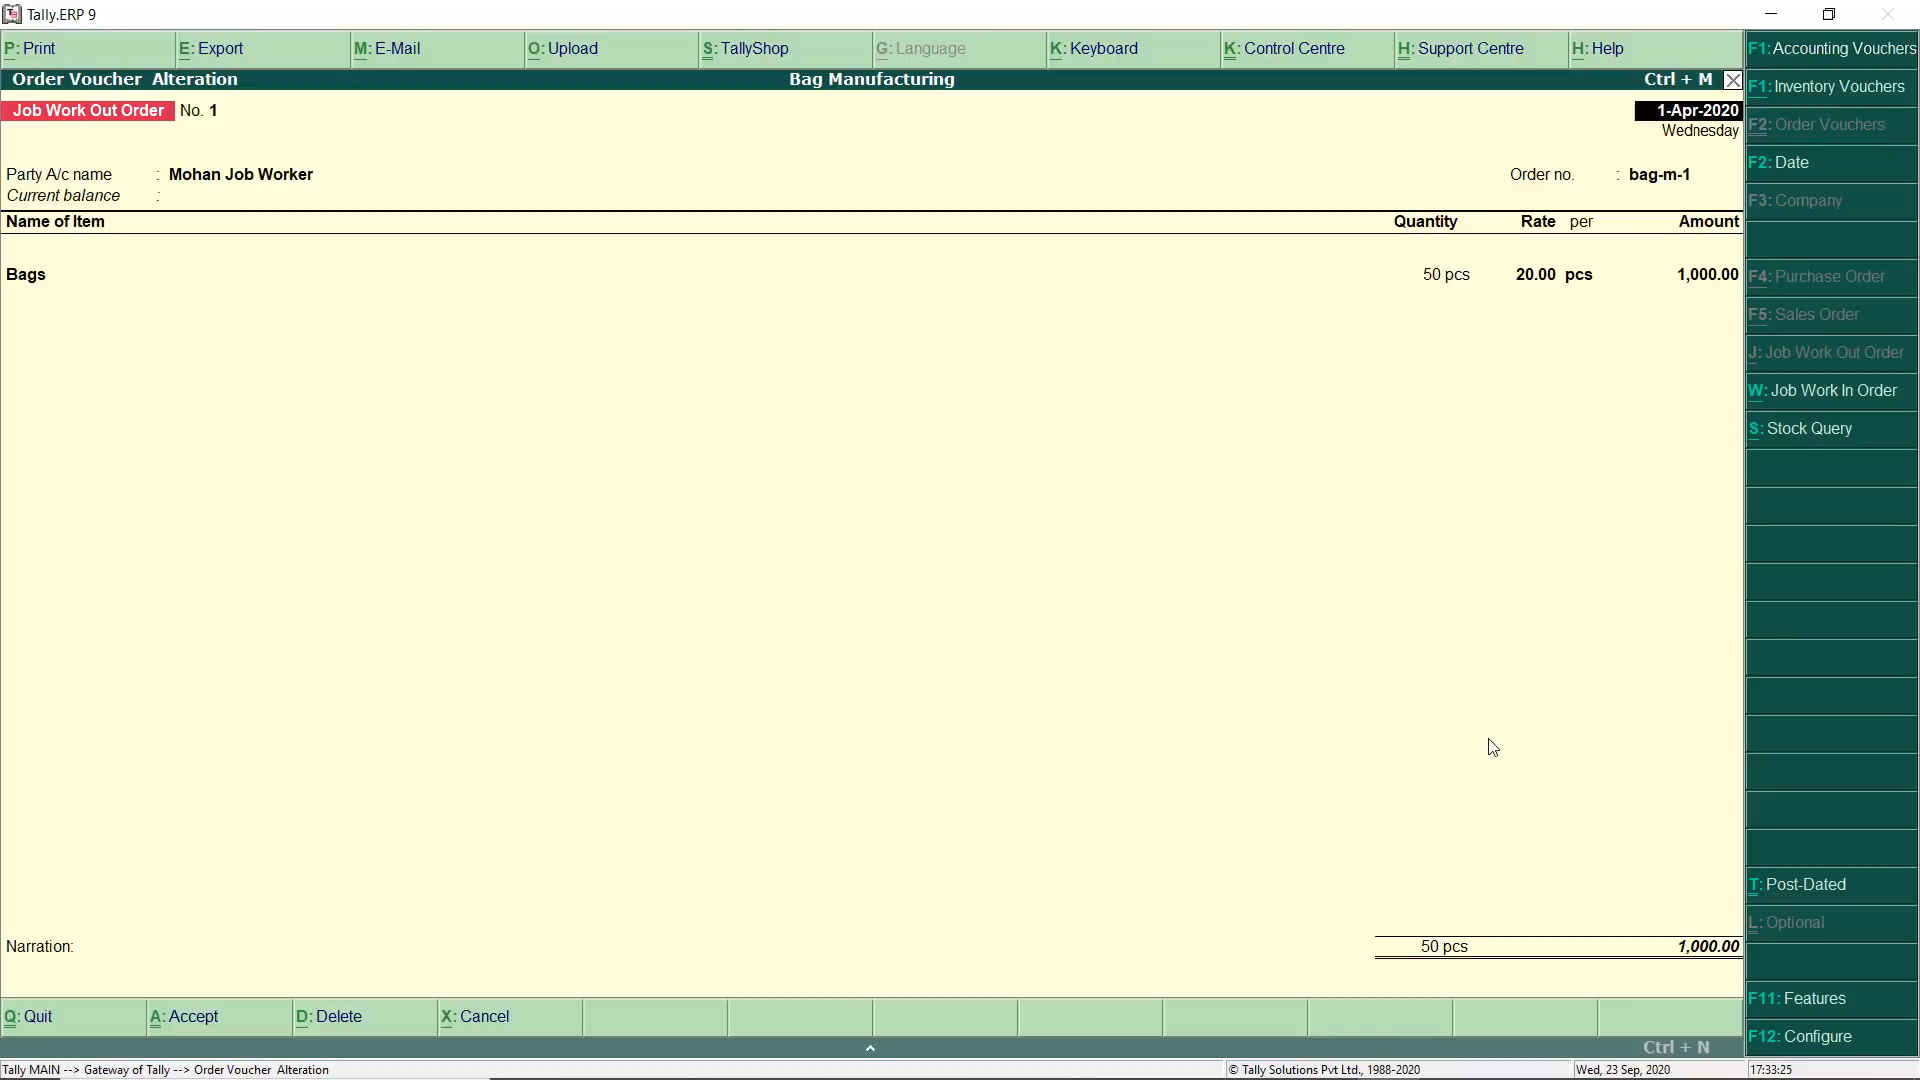 Tally.ERP 9
P: Print E: Export M: E-Mail O: Upload S: TallyShop G: Language K: Keyboard K: Control Centre H: Support Centre H: Help
F1: Accounting Vouchers
Order Voucher Alteration Bag Manufacturing Ctrl + M
F1: Inventory Vouchers
Job Work Out Order No. 1 1-Apr-2020
Wednesday
F2: Order Vouchers
F2: Date
Party A/c name : Mohan Job Worker Order no. : bag-m-1
Current balance :
F3: Company
Name of Item Quantity Rate per Amount
Bags 50 pcs 20.00 pcs 1,000.00
F4: Purchase Order
F5: Sales Order
J: Job Work Out Order
W: Job Work In Order
S: Stock Query
T: Post-Dated
L: Optional
Narration: 50 pcs 1,000.00
F11: Features
Q: Quit A: Accept D: Delete X: Cancel
F12: Configure
Ctrl + N
Tally MAIN --> Gateway of Tally --> Order Voucher Alteration © Tally Solutions Pvt Ltd., 1988-2020 Wed, 23 Sep, 2020 17:33:25